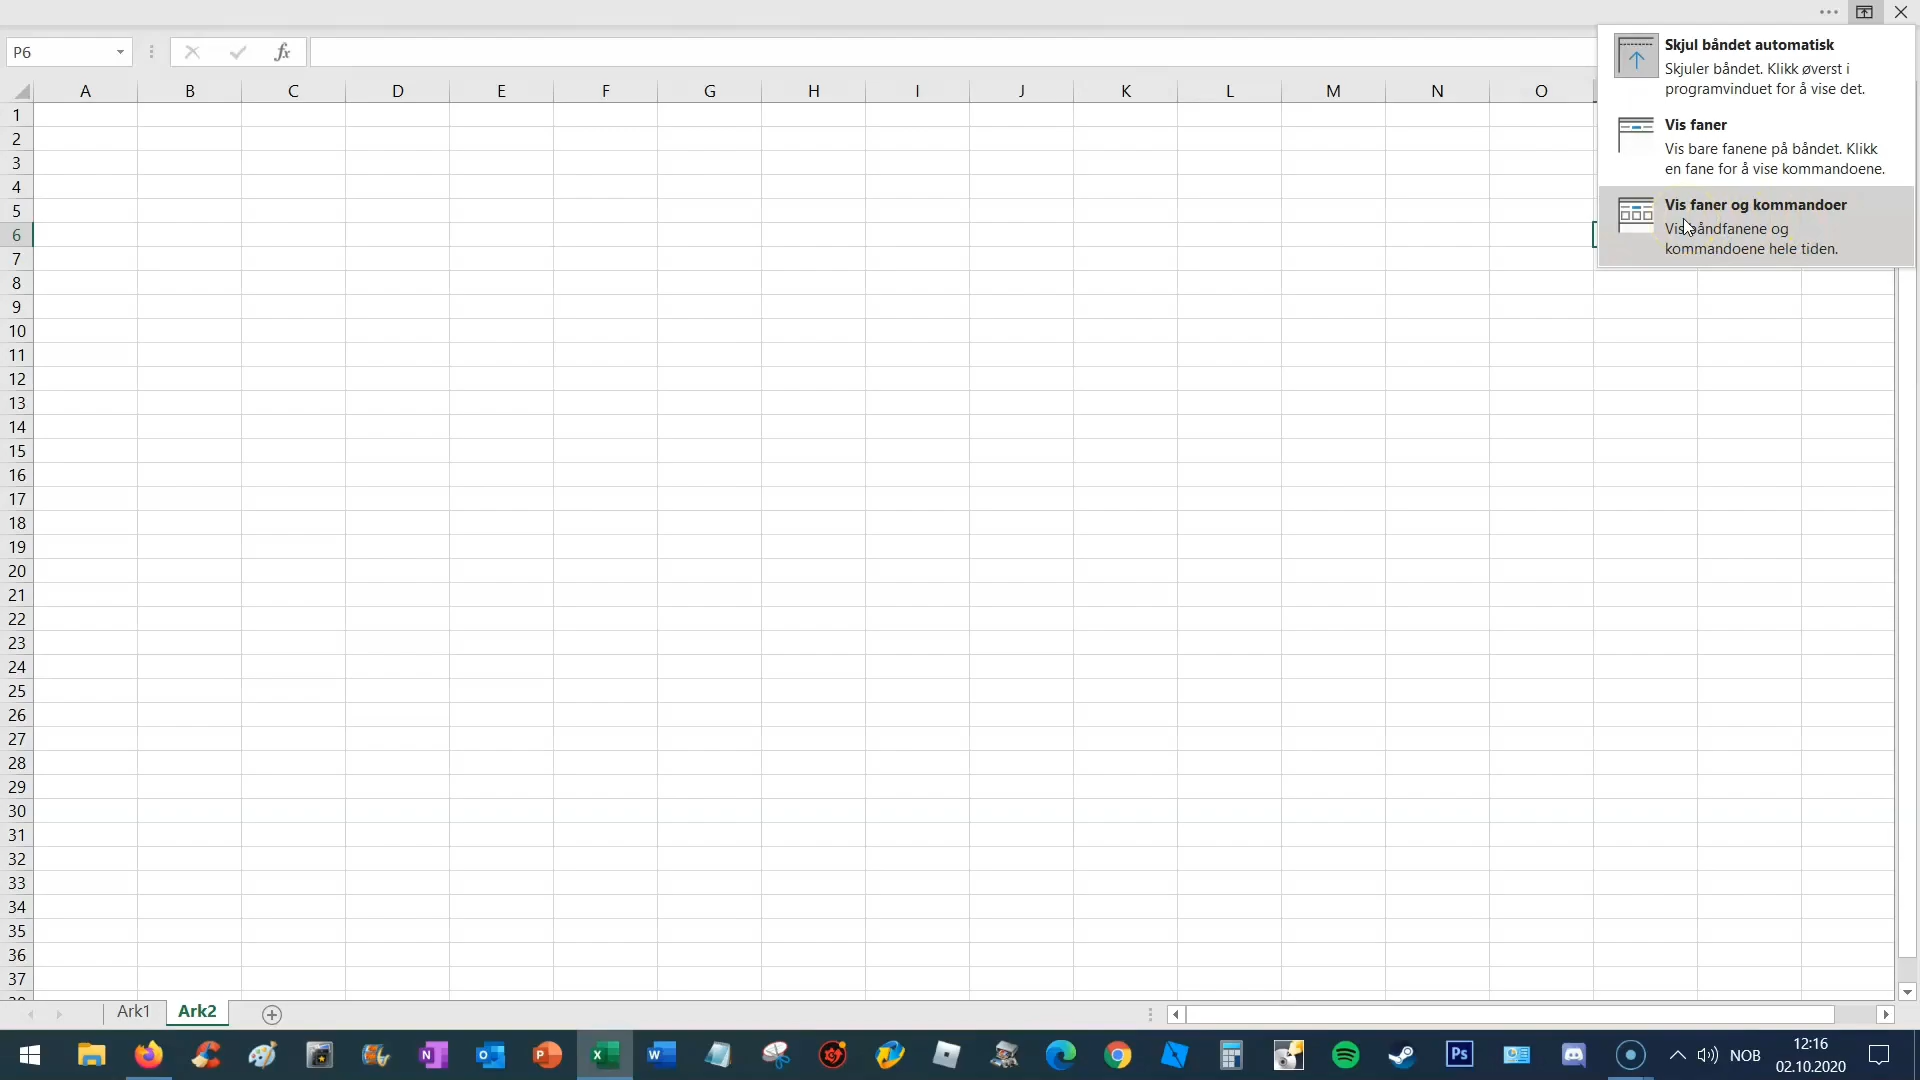 P6
fx
Skjul båndet automatisk
Skjuler båndet. Klikk øverst i
programvinduet for å vise det.
Vis faner
Vis bare fanene på båndet. Klikk
en fane for å vise kommandoene.
Vis faner og kommandoer
Vis båndfanene og
kommandoene hele tiden.
A B C D E F G H I J K L M N O
1
2
3
4
5
6
7
8
9
10
11
12
13
14
15
16
17
18
19
20
21
22
23
24
25
26
27
28
29
30
31
32
33
34
35
36
37
38
Ark1 Ark2
N O P X W Ps NOB 12:16
02.10.2020